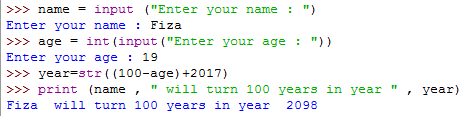 >>> name = input ("Enter your name : ")
Enter your name : Fiza
>>> age = int(input("Enter your age : "))
Enter your age : 19
>>> year=str((100-age)+2017)
>>> print (name , " will turn 100 years in year " , year)
Fiza  will turn 100 years in year  2098